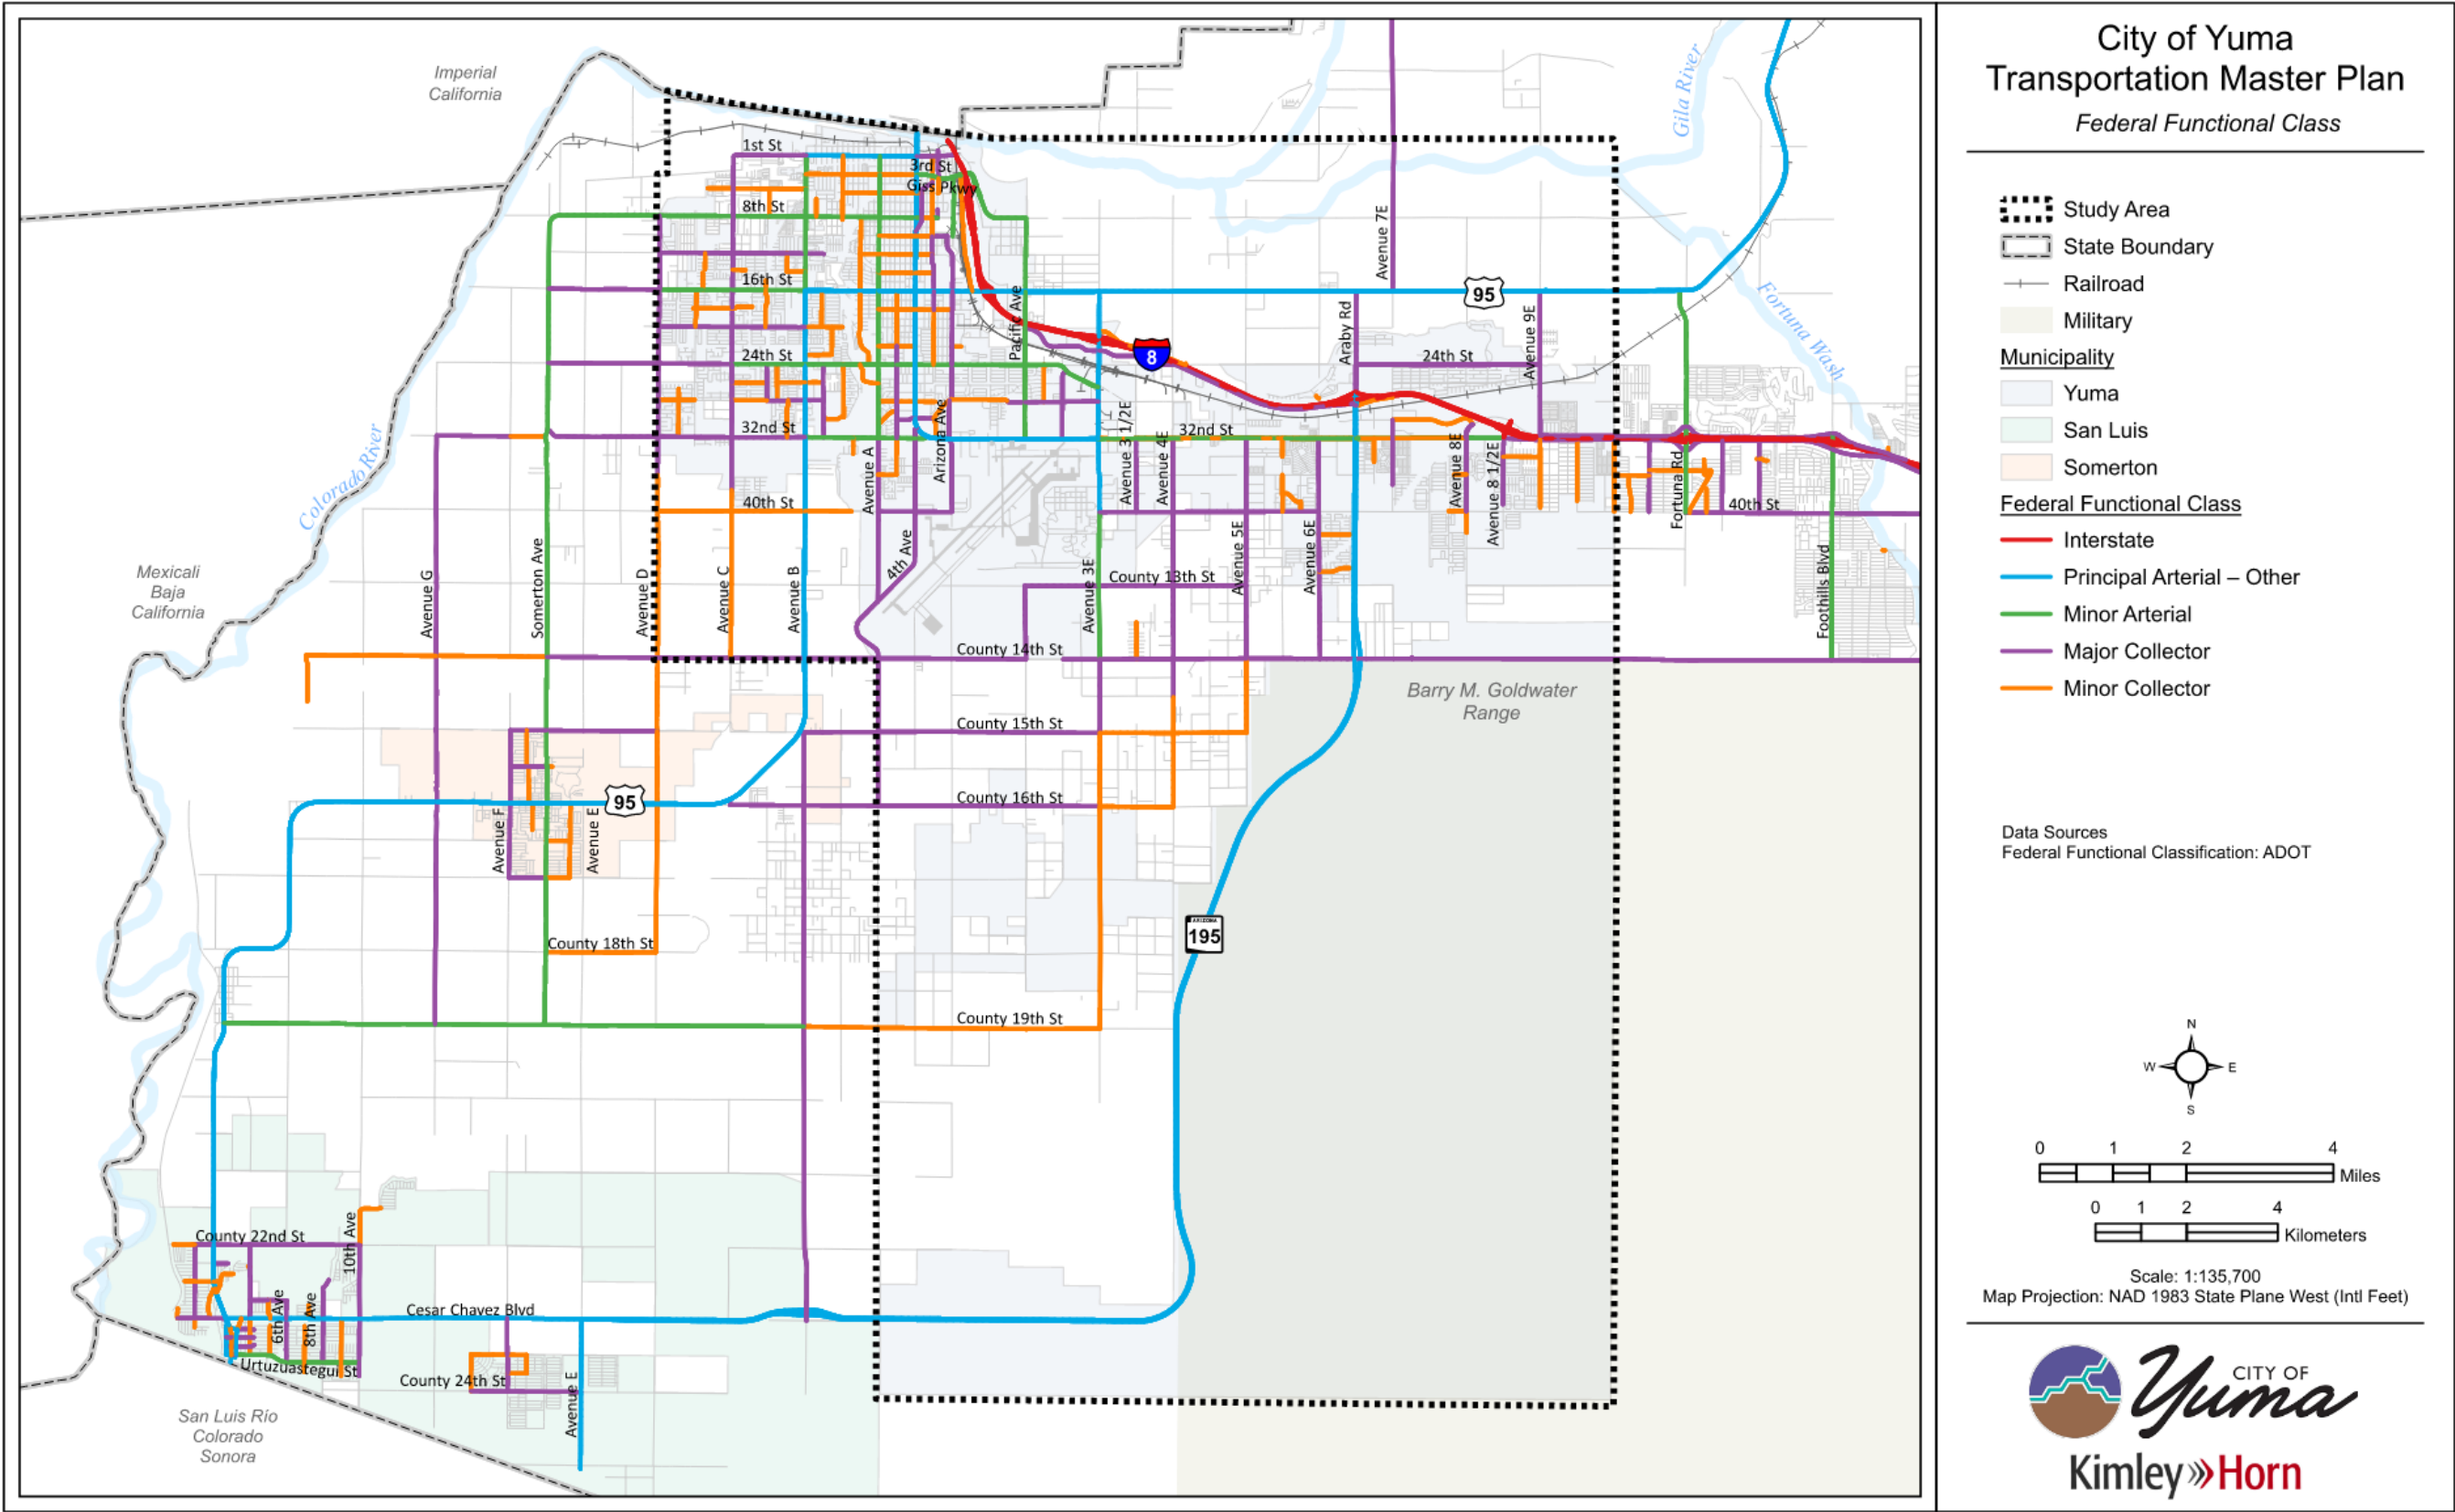 City of Yuma
Transportation Master Plan
Federal Functional Class
Study Area
State Boundary
Railroad
Military
Municipality
Yuma
San Luis
Somerton
Federal Functional Class
Interstate
Principal Arterial – Other
Minor Arterial
Major Collector
Minor Collector
Data Sources
Federal Functional Classification: ADOT
N
W
E
S
0 1 2 4
Miles
0 1 2 4
Kilometers
Scale: 1:135,700
Map Projection: NAD 1983 State Plane West (Intl Feet)
CITY OF
Yuma
Kimley»Horn
Imperial
California
Gila River
1st St
3rd St
Giss Pkwy
8th St
Avenue 7E
16th St
95
Fortuna Wash
Pacific Ave
Araby Rd
Avenue 9E
24th St
8
24th St
Colorado River
32nd St
Arizona Ave
Avenue 3 1/2E
32nd St
Avenue 4E
Avenue A
Avenue 8E
Avenue 8 1/2E
Fortuna Rd
40th St
40th St
Mexicali
Baja
California
Avenue G
Somerton Ave
Avenue D
Avenue C
Avenue B
4th Ave
Avenue 3E
County 13th St
Avenue 5E
Avenue 6E
Foothills Blvd
County 14th St
Barry M. Goldwater
Range
County 15th St
95
County 16th St
Avenue F
Avenue E
ARIZONA
195
County 18th St
County 19th St
County 22nd St
10th Ave
6th Ave
8th Ave
Cesar Chavez Blvd
Urtuzuastegui St
County 24th St
Avenue E
San Luis Río
Colorado
Sonora